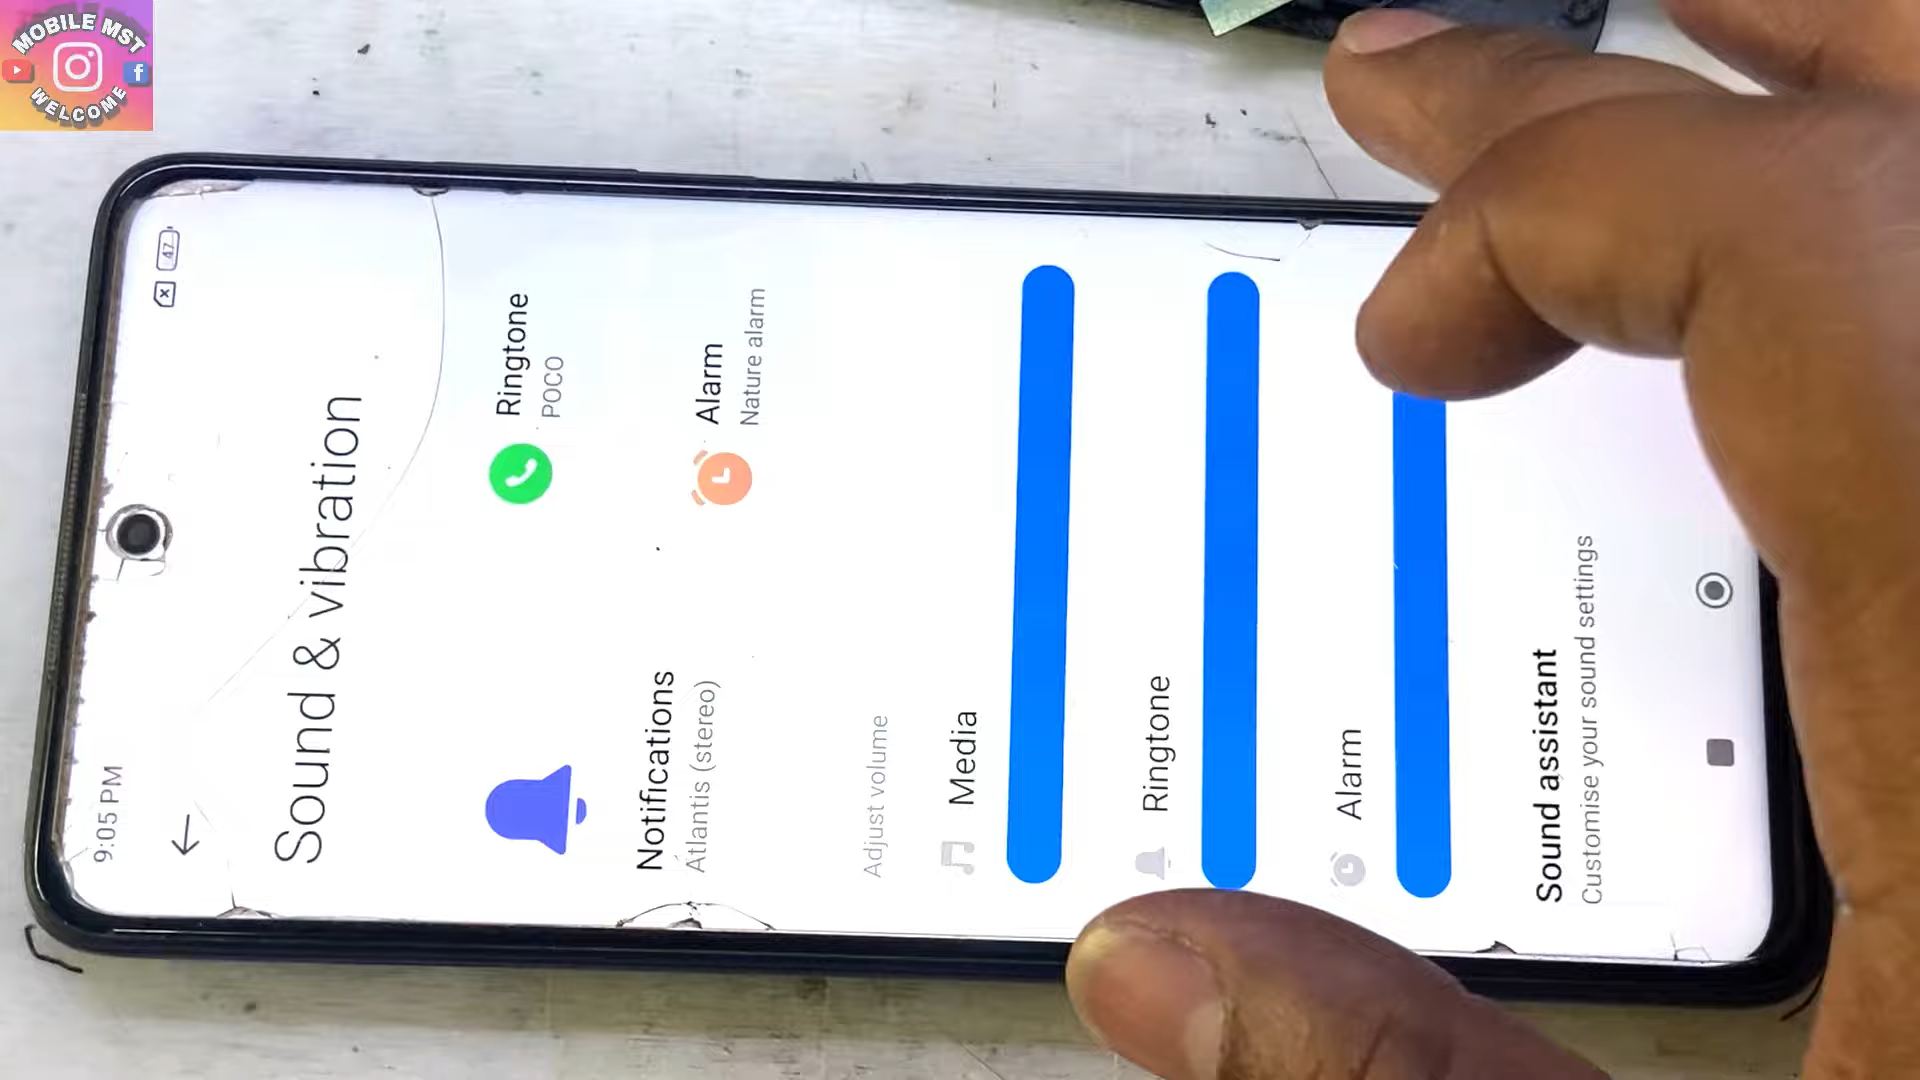 MOBILE MST
WELCOME
9:05 PM
47
Sound & vibration
Ringtone
POCO
Notifications
Atlantis (stereo)
Alarm
Nature alarm
Adjust volume
Media
Ringtone
Alarm
Sound assistant
Customise your sound settings